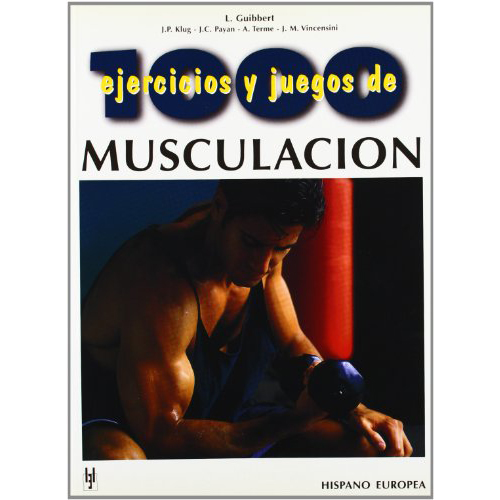 L. Guibbert
J.P. Klug - J.C. Payan - A. Terme - J. M. Vincensini
1000
ejercicios y juegos de
MUSCULACION
HISPANO EUROPEA